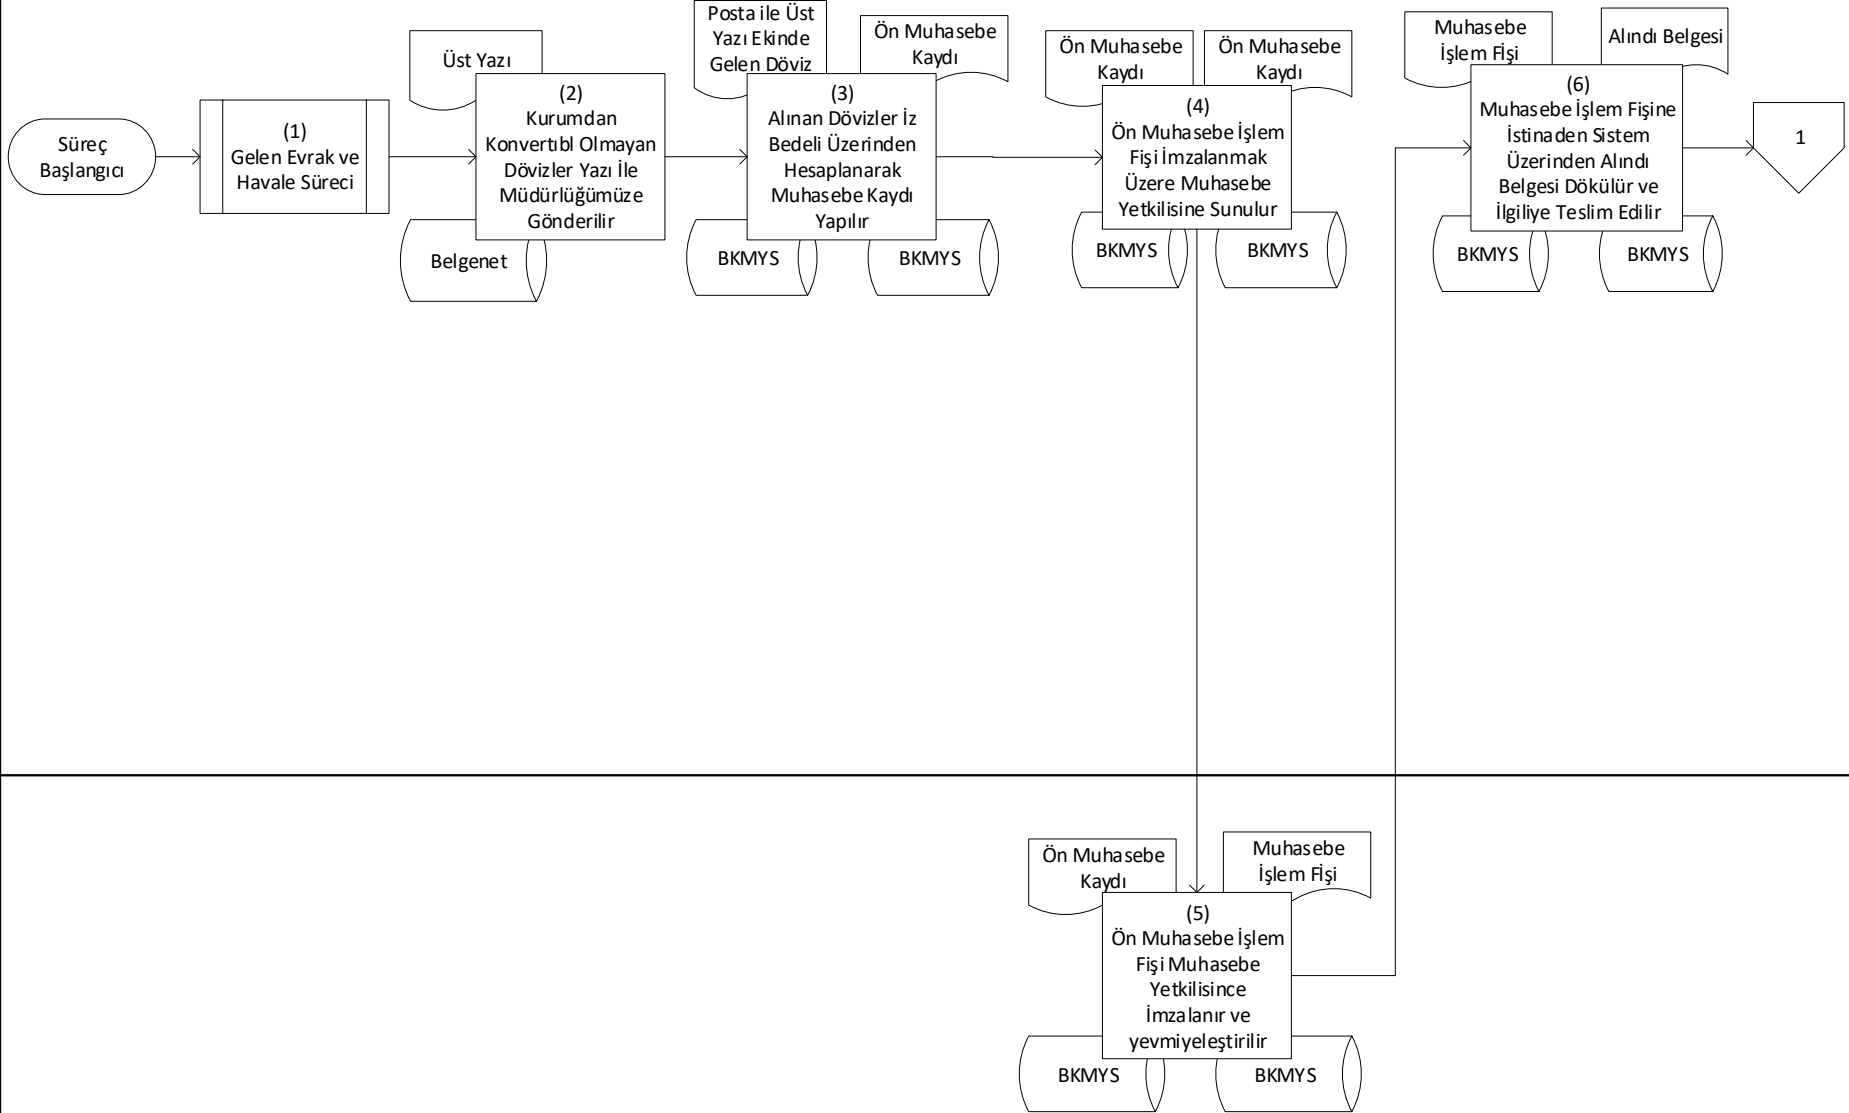 Süreç
Başlangıcı
(1)
Gelen Evrak ve
Havale Süreci
Üst Yazı
(2)
Kurumdan
Konvertıbl Olmayan
Dövizler Yazı İle
Müdürlüğümüze
Gönderilir
Belgenet
Posta ile Üst
Yazı Ekinde
Gelen Döviz
Ön Muhasebe
Kaydı
(3)
Alınan Dövizler İz
Bedeli Üzerinden
Hesaplanarak
Muhasebe Kaydı
Yapılır
BKMYS
BKMYS
Ön Muhasebe
Kaydı
Ön Muhasebe
Kaydı
(4)
Ön Muhasebe İşlem
Fişi İmzalanmak
Üzere Muhasebe
Yetkilisine Sunulur
BKMYS
BKMYS
Muhasebe
İşlem Fişi
Alındı Belgesi
(6)
Muhasebe İşlem Fişine
İstinaden Sistem
Üzerinden Alındı
Belgesi Dökülür ve
İlgiliye Teslim Edilir
BKMYS
BKMYS
1
Ön Muhasebe
Kaydı
Muhasebe
İşlem Fişi
(5)
Ön Muhasebe İşlem
Fişi Muhasebe
Yetkilisince
İmzalanır ve
yevmiyeleştirilir
BKMYS
BKMYS